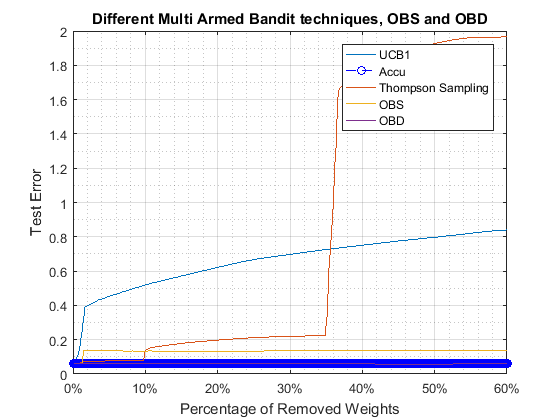 Different Multi Armed Bandit techniques, OBS and OBD
2
1.8
1.6
1.4
1.2
1
0.8
0.6
0.4
0.2
0
Test Error
UCB1
Accu
Thompson Sampling
OBS
OBD
0% 10% 20% 30% 40% 50% 60%
Percentage of Removed Weights